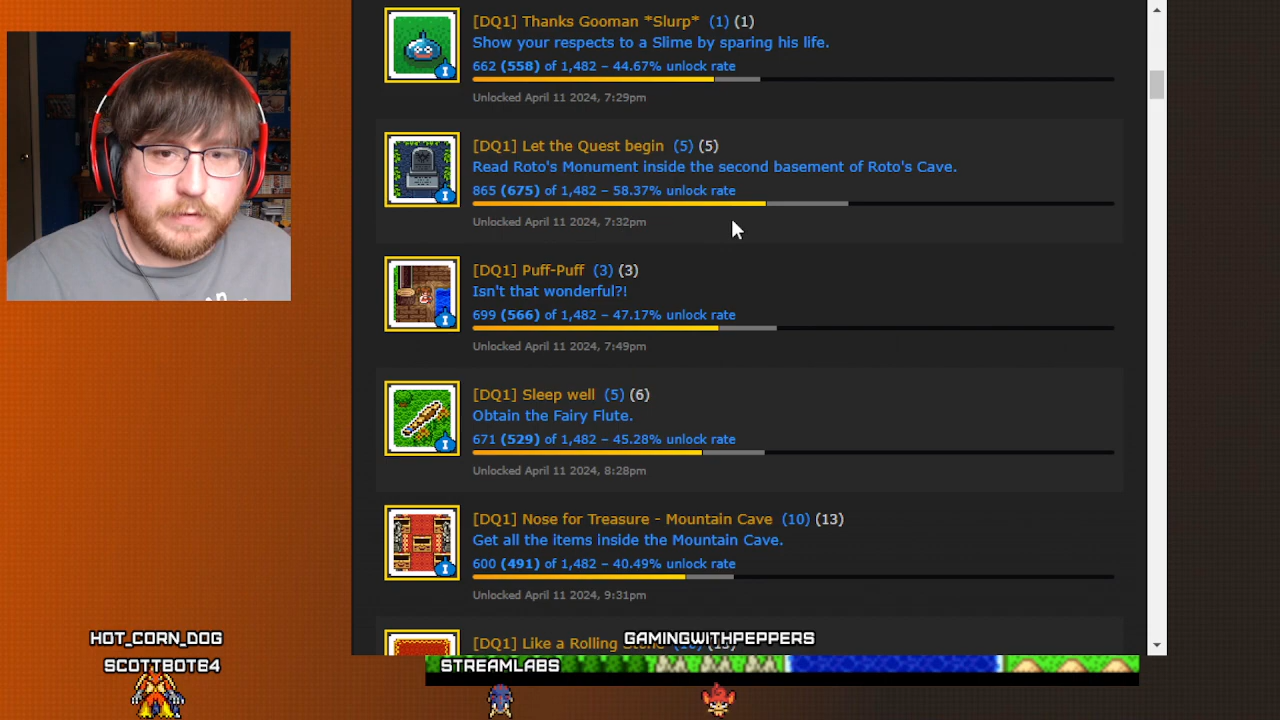 [DQ1] Thanks Gooman *Slurp* (1) (1)
Show your respects to a Slime by sparing his life.
662 (558) of 1,482 – 44.67% unlock rate
Unlocked April 11 2024, 7:29pm
[DQ1] Let the Quest begin (5) (5)
Read Roto's Monument inside the second basement of Roto's Cave.
865 (675) of 1,482 – 58.37% unlock rate
Unlocked April 11 2024, 7:32pm
[DQ1] Puff-Puff (3) (3)
Isn't that wonderful?!
699 (566) of 1,482 – 47.17% unlock rate
Unlocked April 11 2024, 7:49pm
[DQ1] Sleep well (5) (6)
Obtain the Fairy Flute.
671 (529) of 1,482 – 45.28% unlock rate
Unlocked April 11 2024, 8:28pm
[DQ1] Nose for Treasure - Mountain Cave (10) (13)
Get all the items inside the Mountain Cave.
600 (491) of 1,482 – 40.49% unlock rate
Unlocked April 11 2024, 9:31pm
[DQ1] Like a Rolling
HOT_CORN_DOG
GAMINGWITHPEPPERS
SCOTTBOT84
STREAMLABS